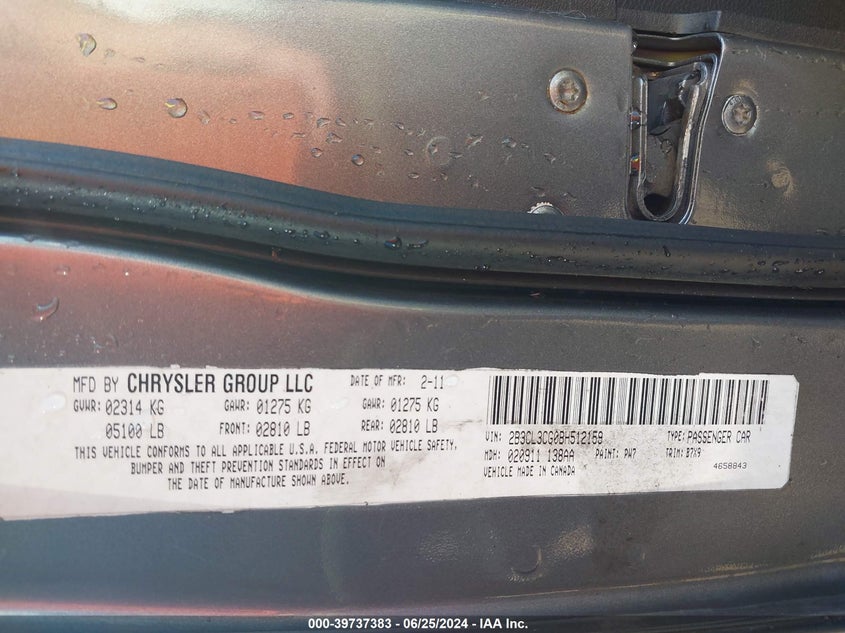 MFD BY CHRYSLER GROUP LLC DATE OF MFR: 2-11
GVWR: 02314 KG GAWR: 01275 KG GAWR: 01275 KG
05100 LB FRONT: 02810 LB REAR: 02810 LB
THIS VEHICLE CONFORMS TO ALL APPLICABLE U.S.A. FEDERAL MOTOR VEHICLE SAFETY,
BUMPER AND THEFT PREVENTION STANDARDS IN EFFECT ON
THE DATE OF MANUFACTURE SHOWN ABOVE.
VIN: 2B3CL3CG0BH512159 TYPE: PASSENGER CAR
MDH: 020911 138AA PAINT: PW7 TRIM: B7X9
VEHICLE MADE IN CANADA 4658843
000-39737383 - 06/25/2024 - IAA Inc.